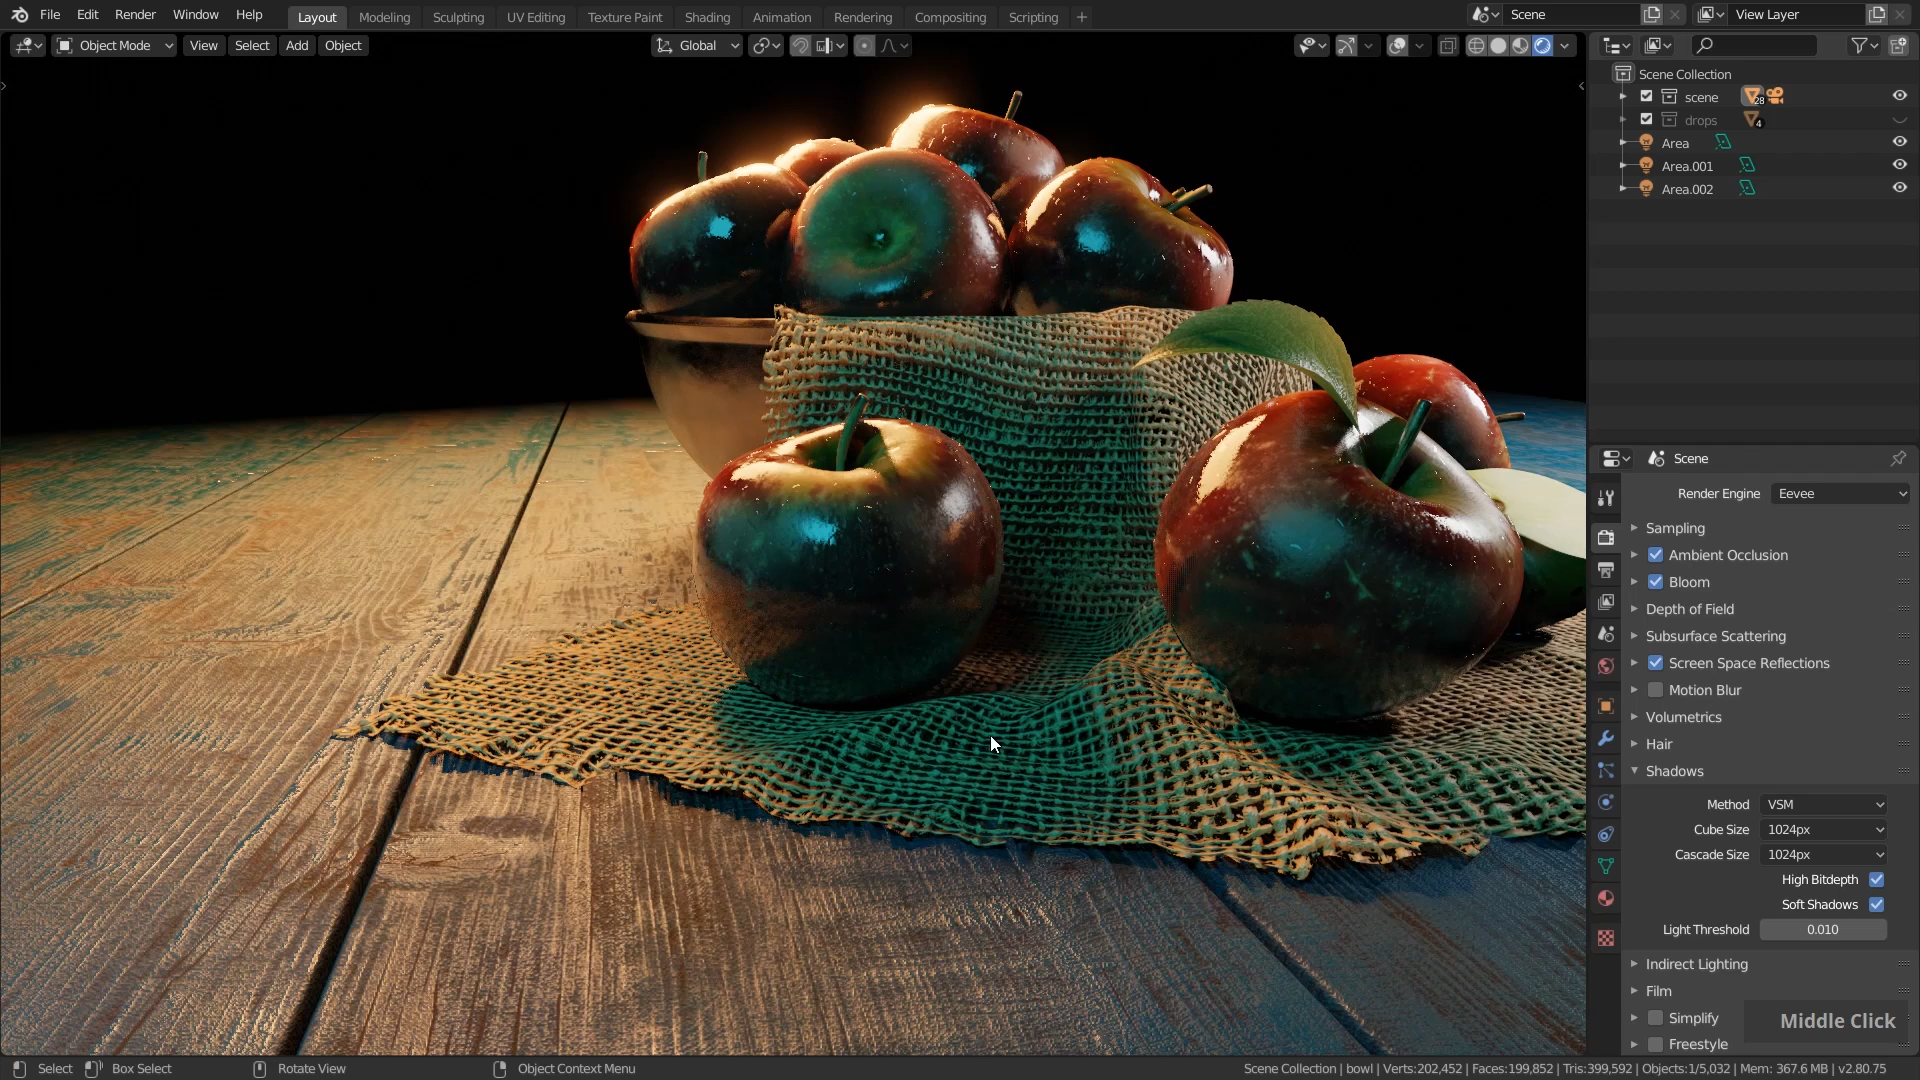 File Edit Render Window Help Layout Modeling Sculpting UV Editing Texture Paint Shading Animation Rendering Compositing Scripting + Scene View Layer
Object Mode View Select Add Object Global
Scene Collection
scene 28
drops 4
Area
Area.001
Area.002
Scene
Render Engine Eevee
Sampling
Ambient Occlusion
Bloom
Depth of Field
Subsurface Scattering
Screen Space Reflections
Motion Blur
Volumetrics
Hair
Shadows
Method VSM
Cube Size 1024px
Cascade Size 1024px
High Bitdepth
Soft Shadows
Light Threshold 0.010
Indirect Lighting
Film
Simplify
Middle Click
Freestyle
Select Box Select Rotate View Object Context Menu Scene Collection | bowl | Verts:202,452 | Faces:199,852 | Tris:399,592 | Objects:1/5,032 | Mem: 367.6 MB | v2.80.75